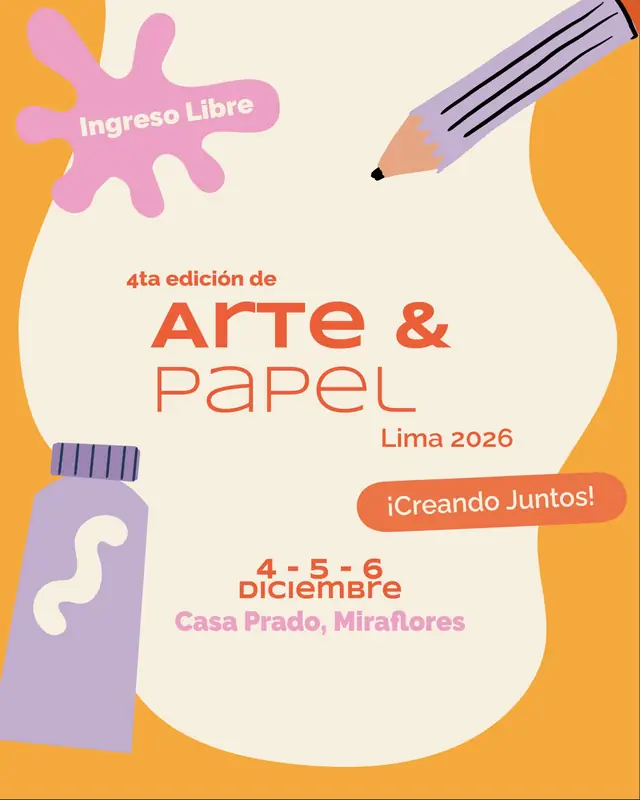 Ingreso Libre
4ta edición de
Arte &
Papel
Lima 2026
¡Creando Juntos!
4 - 5 - 6
Diciembre
Casa Prado, Miraflores